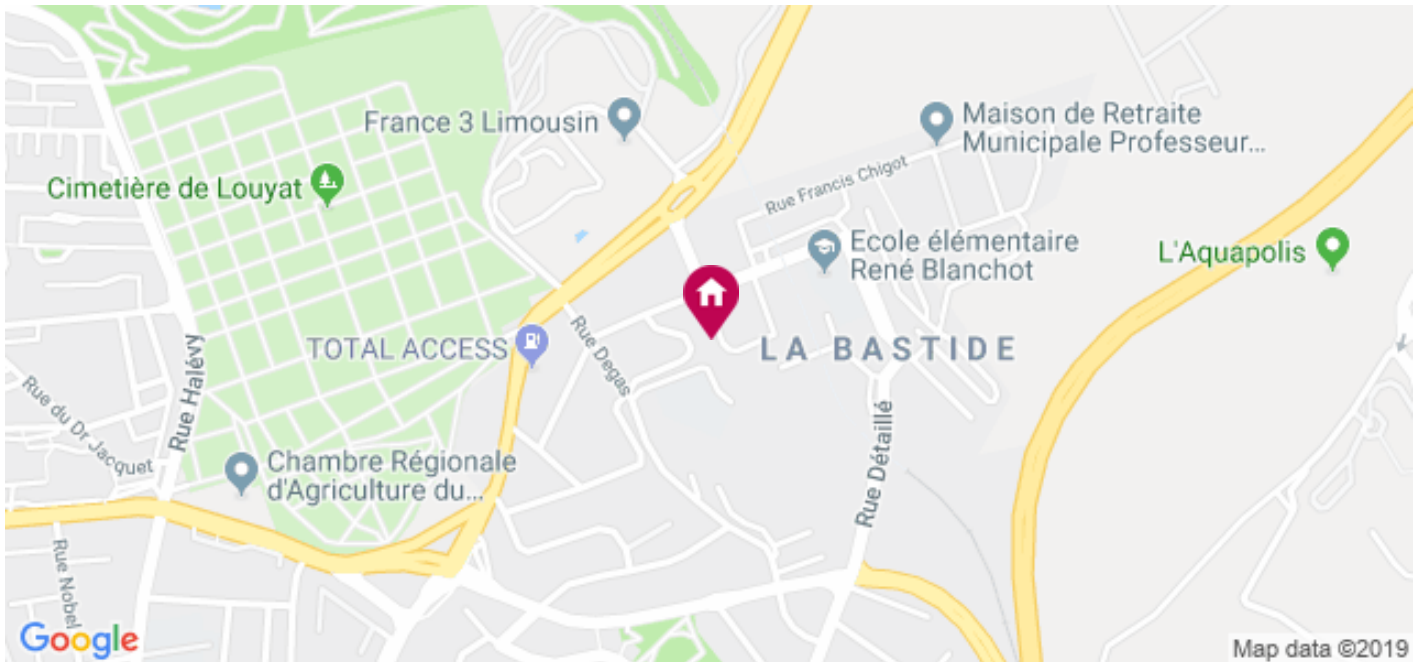 France 3 Limousin
Maison de Retraite
Municipale Professeur...
Rue Francis Chigot
Cimetière de Louyat
Ecole élémentaire
René Blanchot
L'Aquapolis
TOTAL ACCESS
Rue Degas
LA BASTIDE
Rue Halévy
Rue du Dr Jacquet
Chambre Régionale
d'Agriculture du...
Rue Détaillé
Rue Nobel
Google
Map data ©2019